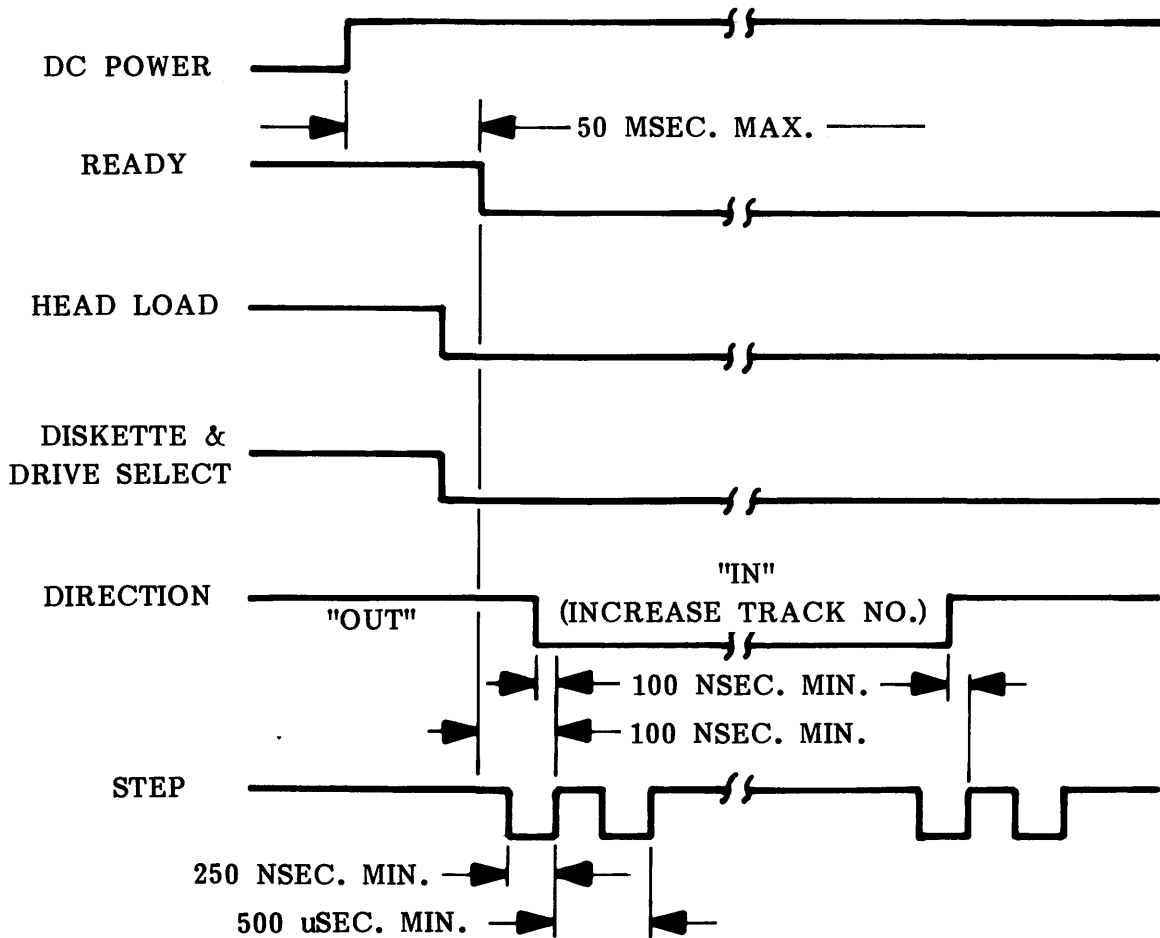 DC POWER
50 MSEC. MAX.
READY
HEAD LOAD
DISKETTE &
DRIVE SELECT
DIRECTION
"OUT"
"IN"
(INCREASE TRACK NO.)
100 NSEC. MIN.
100 NSEC. MIN.
STEP
250 NSEC. MIN.
500 uSEC. MIN.